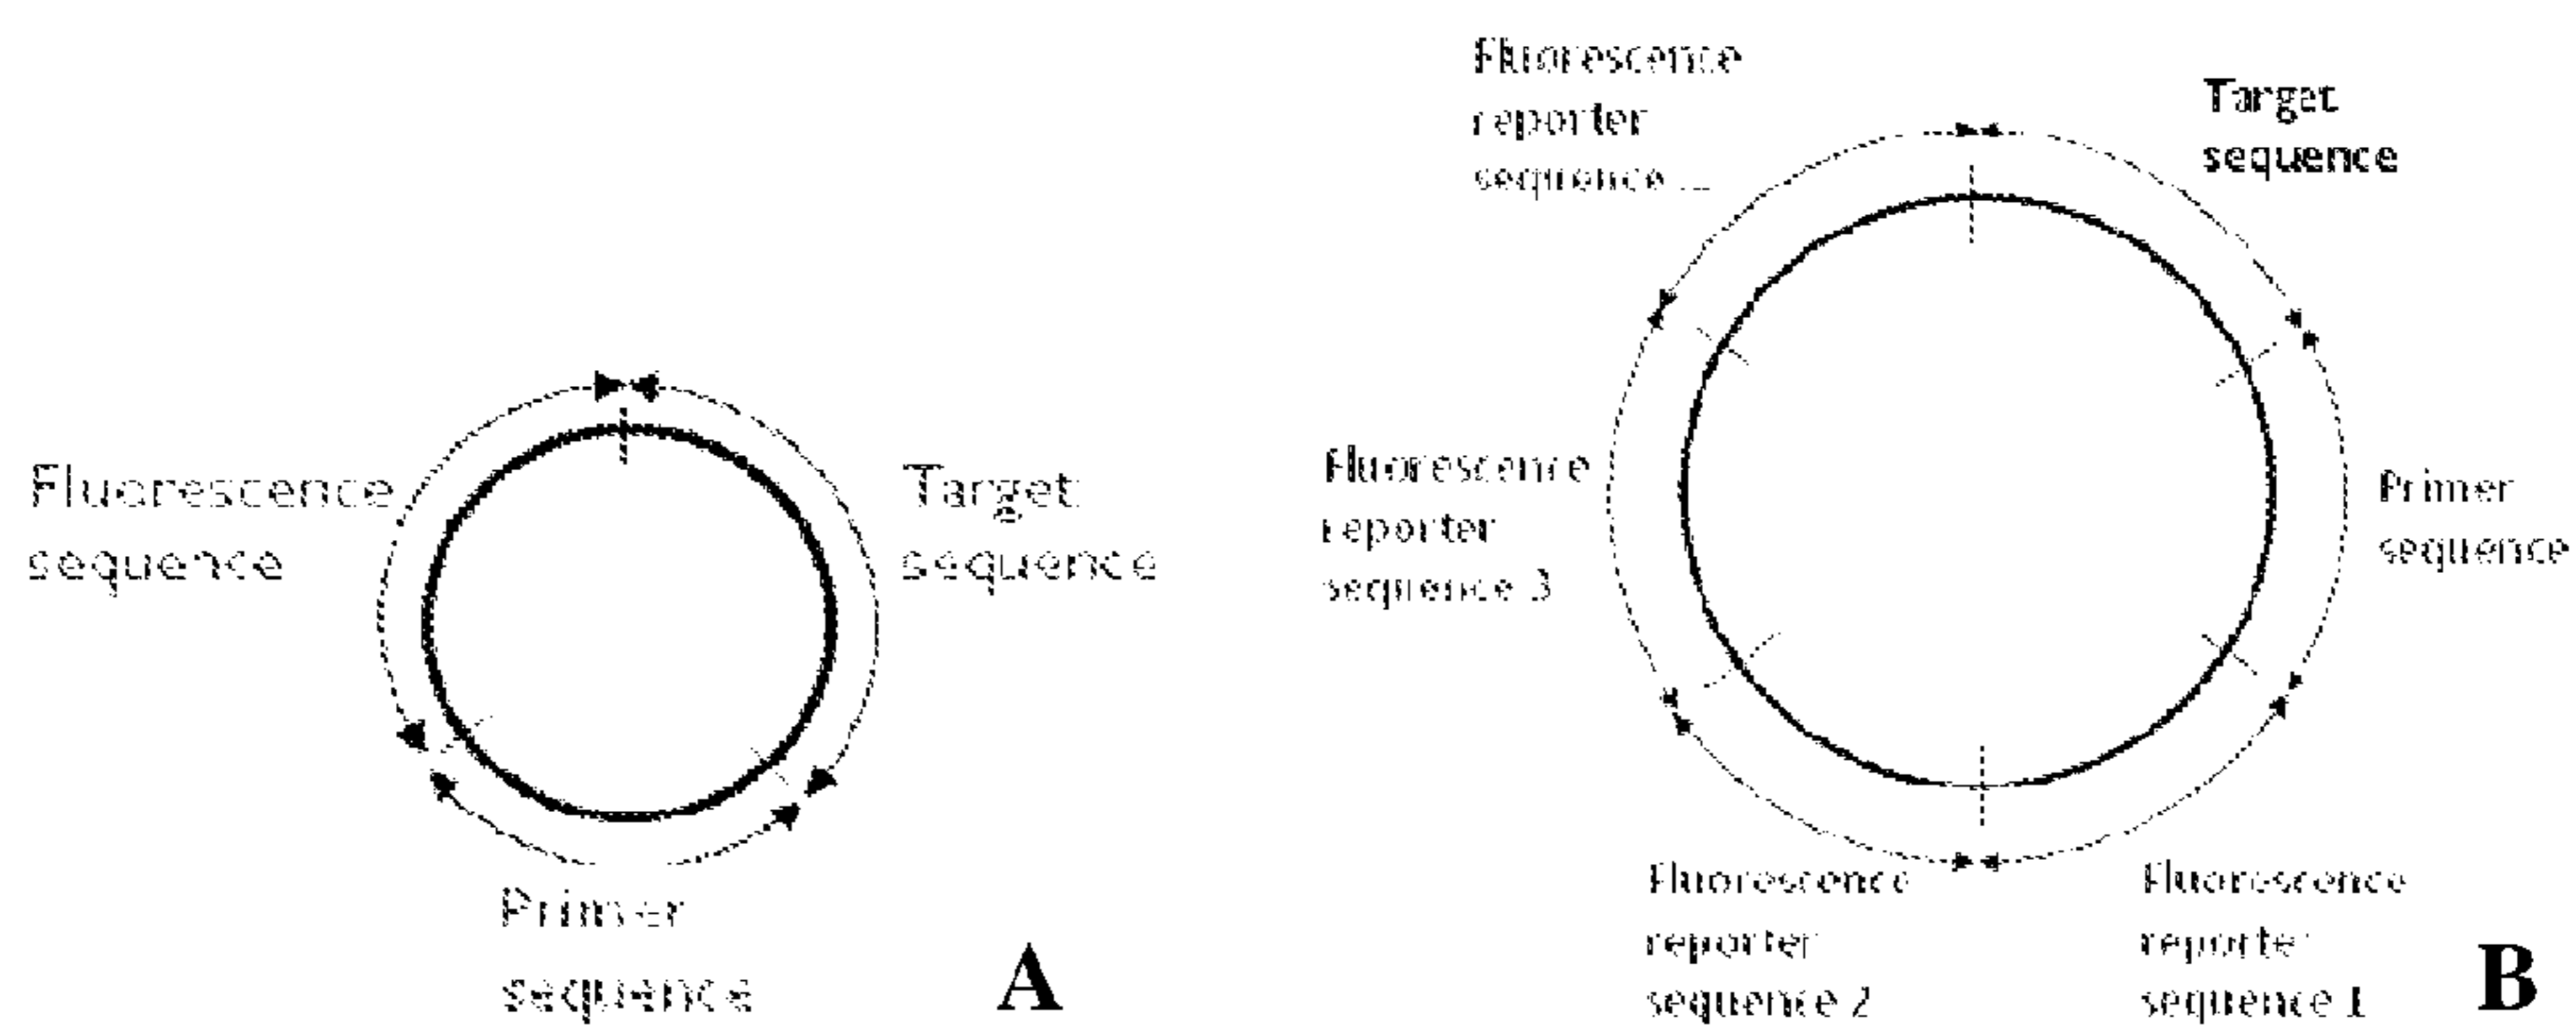 Fluorescence
sequence
Target
sequence
Primer
sequence
A
Fluorescence
reporter
sequence ...
Target
sequence
Primer
sequence
Fluorescence
reporter
sequence 3
Fluorescence
reporter
sequence 2
Fluorescence
reporter
sequence 1
B